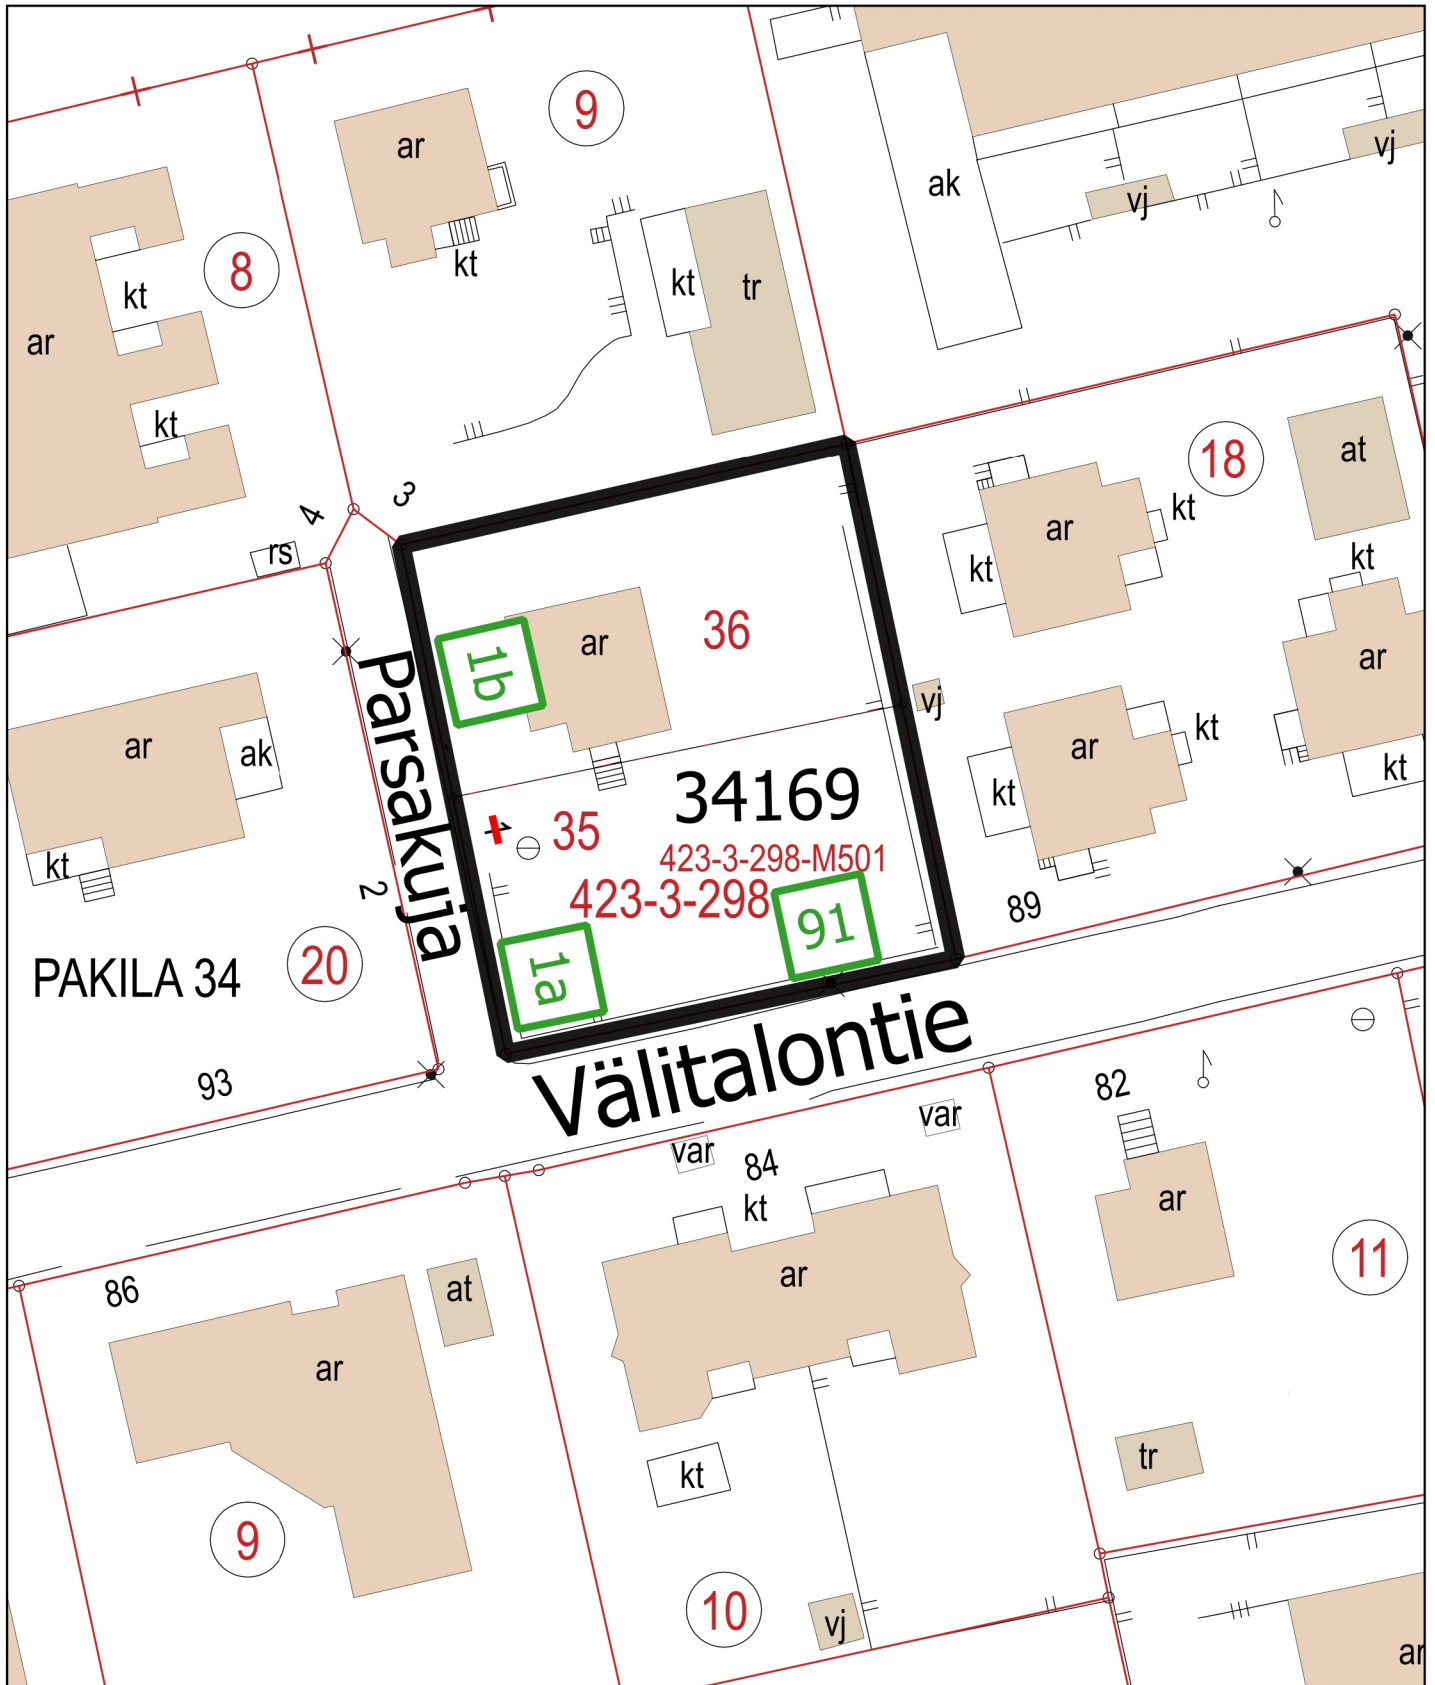 9
ar
kt
8
kt
ar
kt
kt
tr
ak
vj
vj
18
at
kt
ar
kt
kt
ar
3
4
rs
Parsakuja
1b
ar
36
vj
ar
kt
kt
kt
ar
ak
kt
2
34169
1
35
423-3-298-M501
423-3-298
91
1a
89
PAKILA 34
20
93
Välitalontie
82
var
var
84
kt
ar
ar
11
86
at
ar
tr
kt
9
10
vj
ar